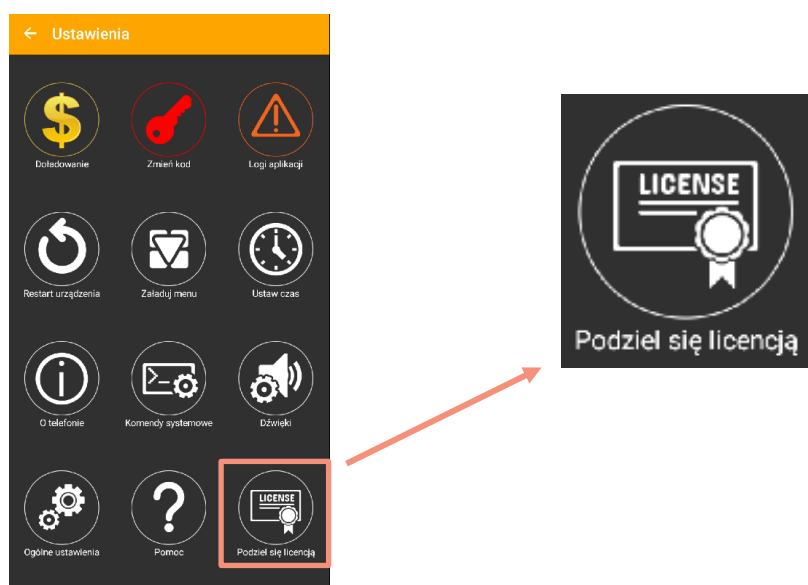 ← Ustawienia
$
Doładowanie
Zmień kod
Logi aplikacji
Restart urządzenia
Załaduj menu
Ustaw czas
O telefonie
Komendy systemowe
Dźwięki
LICENSE
Ogólne ustawienia
Pomoc
Podziel się licencją
LICENSE
Podziel się licencją